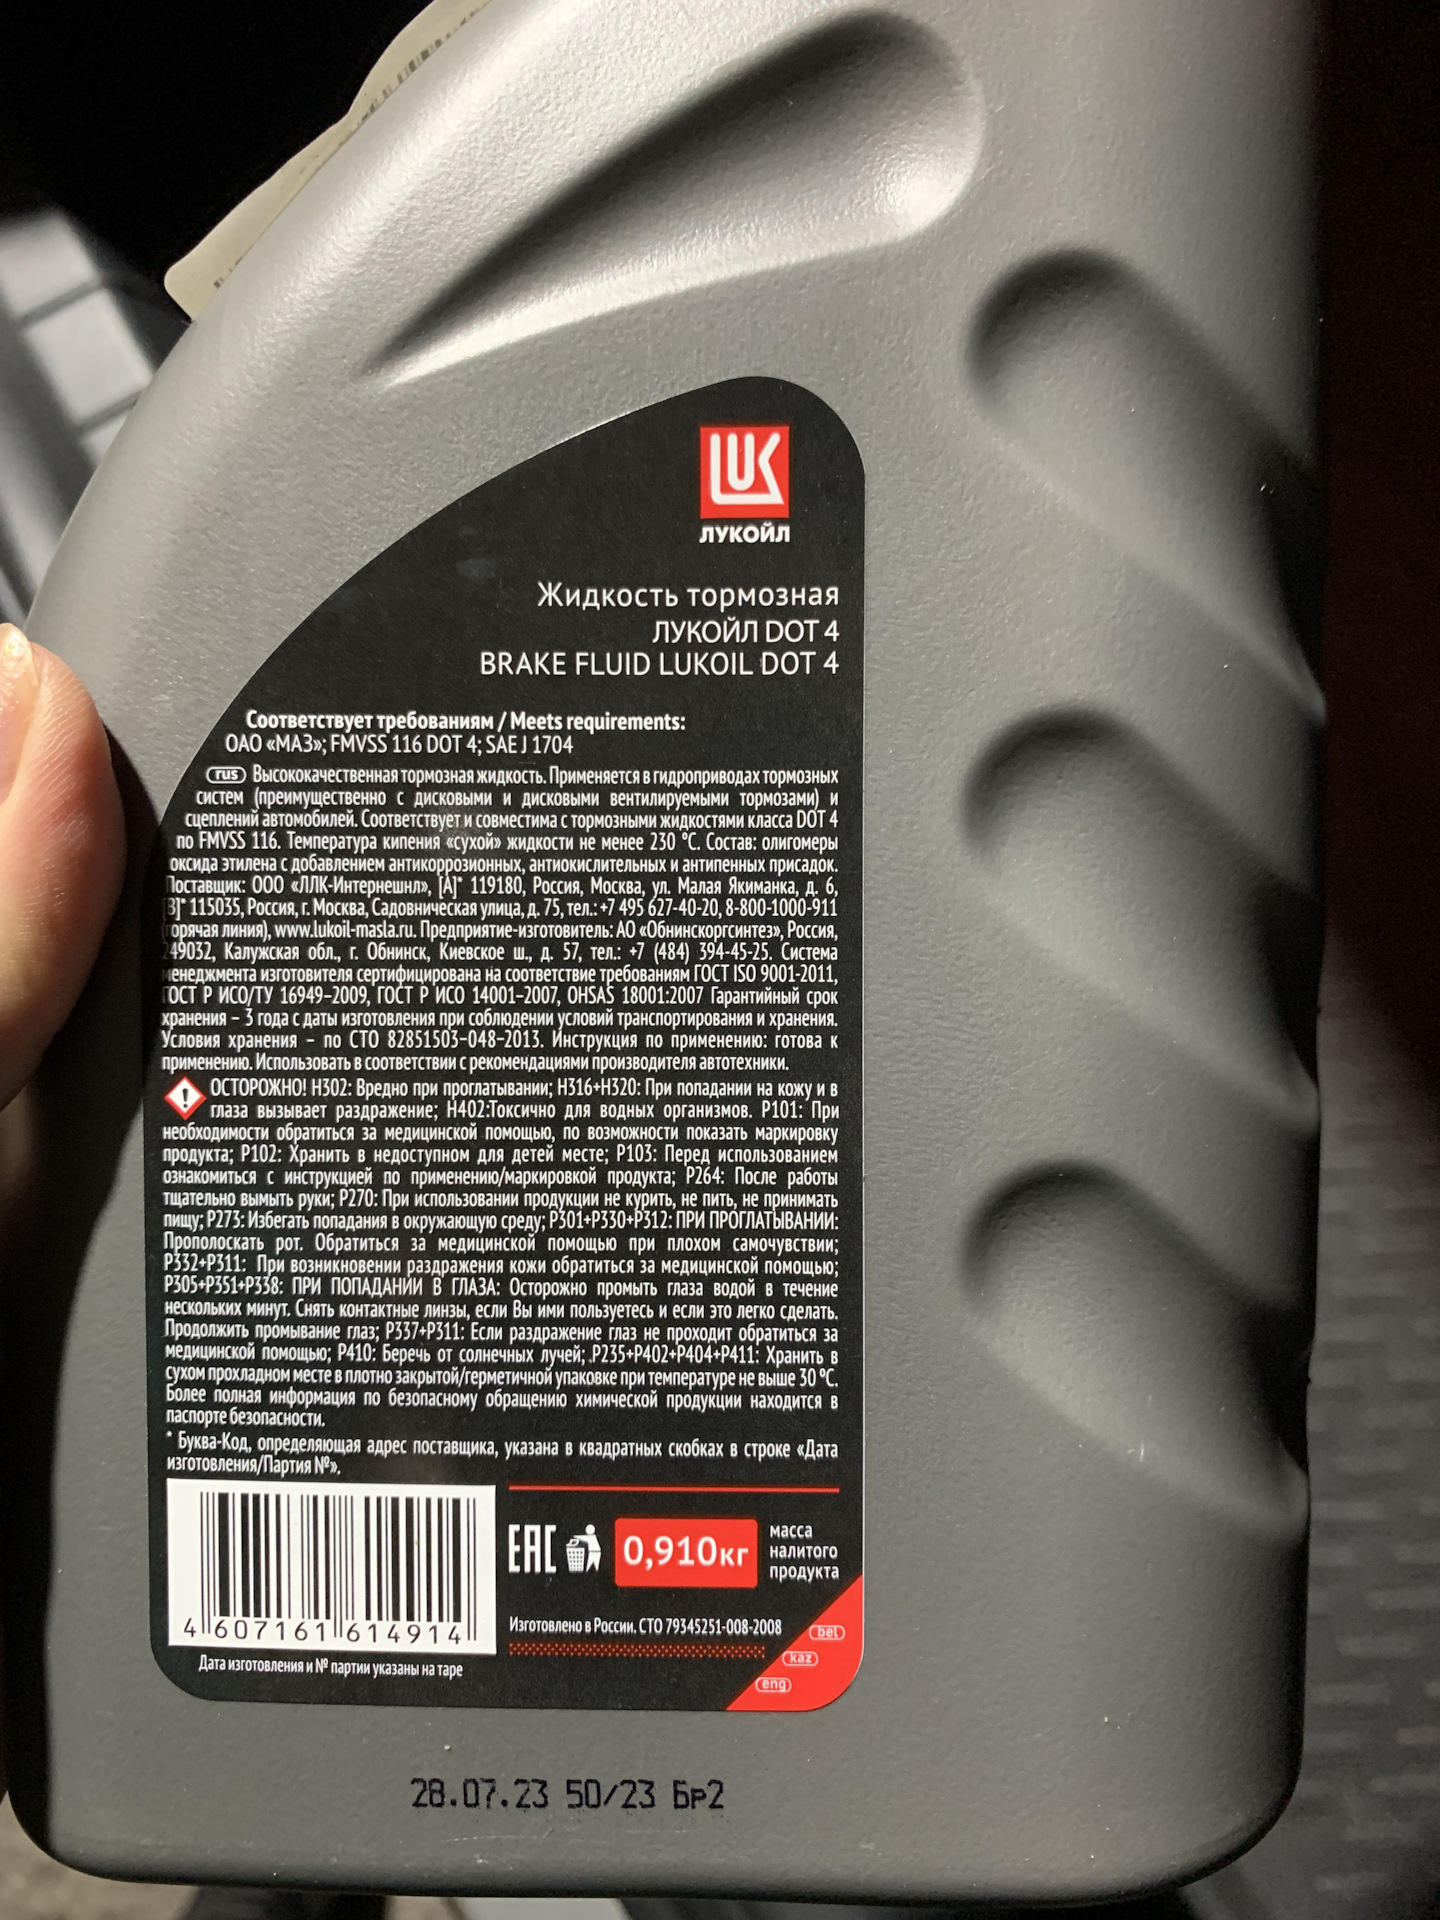 LUK
ЛУКОЙЛ
Жидкость тормозная
ЛУКОЙЛ DOT 4
BRAKE FLUID LUKOIL DOT 4
Соответствует требованиям / Meets requirements:
ОАО «МАЗ»; FMVSS 116 DOT 4; SAE J 1704
rus Высококачественная тормозная жидкость. Применяется в гидроприводах тормозных
систем (преимущественно с дисковыми и дисковыми вентилируемыми тормозами) и
сцеплений автомобилей. Соответствует и совместима с тормозными жидкостями класса DOT 4
по FMVSS 116. Температура кипения «сухой» жидкости не менее 230 °С. Состав: олигомеры
оксида этилена с добавлением антикоррозионных, антиокислительных и антипенных присадок.
Поставщик: ООО «ЛЛК-Интернешнл», [А]* 119180, Россия, Москва, ул. Малая Якиманка, д. 6,
[В]* 115035, Россия, г. Москва, Садовническая улица, д. 75, тел.: +7 495 627-40-20, 8-800-1000-911
(горячая линия), www.lukoil-masla.ru. Предприятие-изготовитель: АО «Обнинскоргсинтез», Россия,
249032, Калужская обл., г. Обнинск, Киевское ш., д. 57, тел.: +7 (484) 394-45-25. Система
менеджмента изготовителя сертифицирована на соответствие требованиям ГОСТ ISO 9001-2011,
ГОСТ Р ИСО/ТУ 16949–2009, ГОСТ Р ИСО 14001–2007, OHSAS 18001:2007 Гарантийный срок
хранения – 3 года с даты изготовления при соблюдении условий транспортирования и хранения.
Условия хранения – по СТО 82851503–048–2013. Инструкция по применению: готова к
применению. Использовать в соответствии с рекомендациями производителя автотехники.
ОСТОРОЖНО! H302: Вредно при проглатывании; H316+H320: При попадании на кожу и в
глаза вызывает раздражение; H402:Токсично для водных организмов. P101: При
необходимости обратиться за медицинской помощью, по возможности показать маркировку
продукта; P102: Хранить в недоступном для детей месте; P103: Перед использованием
ознакомиться с инструкцией по применению/маркировкой продукта; P264: После работы
тщательно вымыть руки; P270: При использовании продукции не курить, не пить, не принимать
пищу; P273: Избегать попадания в окружающую среду; P301+P330+P312: ПРИ ПРОГЛАТЫВАНИИ:
Прополоскать рот. Обратиться за медицинской помощью при плохом самочувствии;
P332+P311: При возникновении раздражения кожи обратиться за медицинской помощью;
P305+P351+P338: ПРИ ПОПАДАНИИ В ГЛАЗА: Осторожно промыть глаза водой в течение
нескольких минут. Снять контактные линзы, если Вы ими пользуетесь и если это легко сделать.
Продолжить промывание глаз; P337+P311: Если раздражение глаз не проходит обратиться за
медицинской помощью; P410: Беречь от солнечных лучей; P235+P402+P404+P411: Хранить в
сухом прохладном месте в плотно закрытой/герметичной упаковке при температуре не выше 30 °С.
Более полная информация по безопасному обращению химической продукции находится в
паспорте безопасности.
* Буква-Код, определяющая адрес поставщика, указана в квадратных скобках в строке «Дата
изготовления/Партия №».
EAC
0,910кг
масса
налитого
продукта
4 607161 614914
Изготовлено в России. СТО 79345251-008-2008
Дата изготовления и № партии указаны на таре
bel
kaz
eng
28.07.23 50/23 Бр2